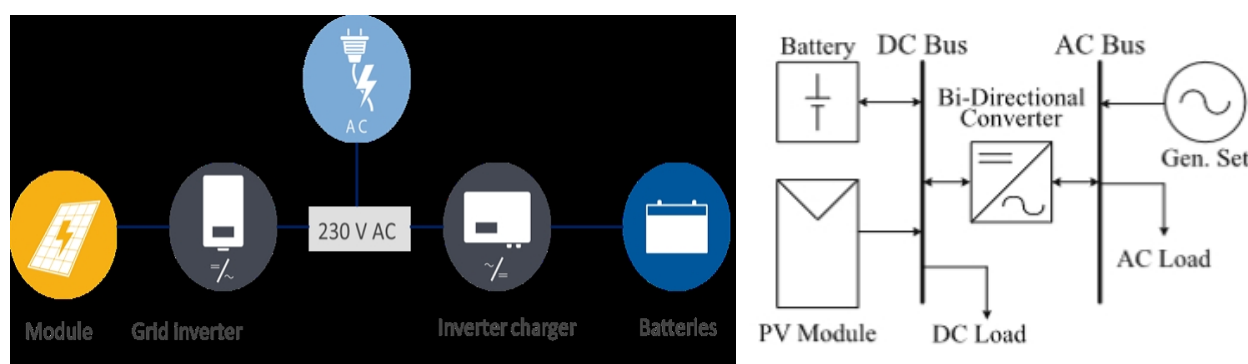 AC
230 V AC
Module
Grid inverter
Inverter charger
Batteries
Battery
DC Bus
AC Bus
Bi-Directional
Converter
Gen. Set
AC Load
PV Module
DC Load